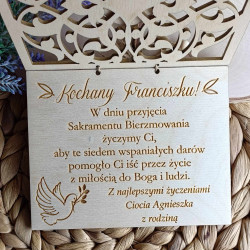 Kochany Franciszku!
W dniu przyjęcia
Sakramentu Bierzmowania
życzymy Ci,
aby te siedem wspaniałych darów
pomogło Ci iść przez życie
z miłością do Boga i ludzi.
Z najlepszymi życzeniami
Ciocia Agnieszka
z rodziną